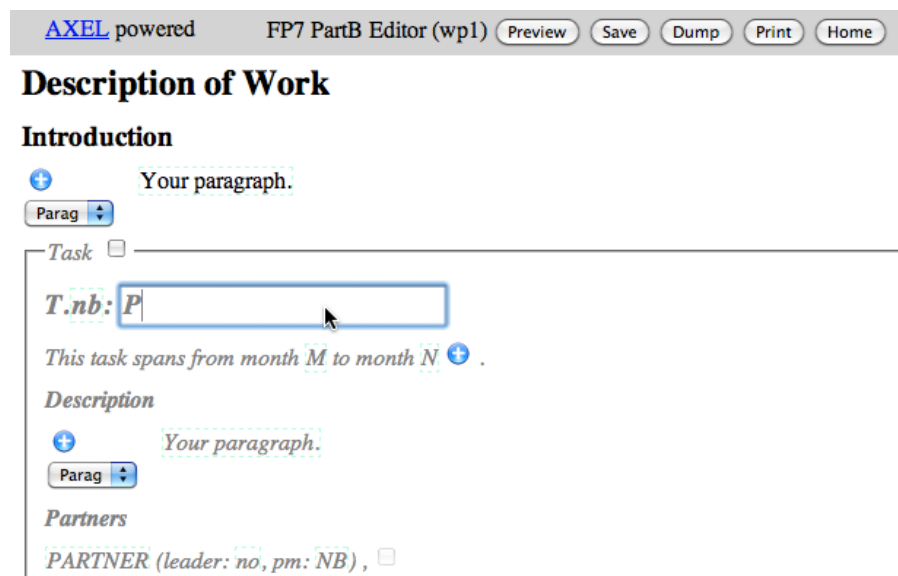 AXEL powered FP7 PartB Editor (wp1) Preview Save Dump Print Home
Description of Work
Introduction
Your paragraph.
Parag
Task
T.nb: P
This task spans from month M to month N .
Description
Your paragraph.
Parag
Partners
PARTNER (leader: no, pm: NB) ,